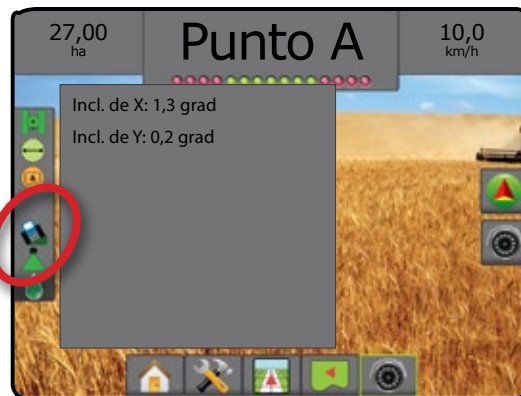 27,00
ha
Punto A
10,0
km/h
Incl. de X: 1,3 grad
Incl. de Y: 0,2 grad